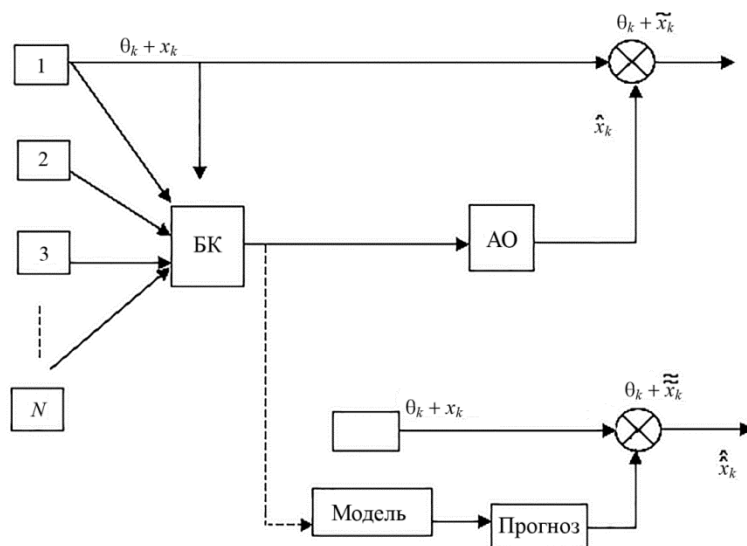 θk + xk
θk + x̃k
1
x̂k
2
3
БК
АО
N
θk + xk
θk + x̃̃k
x̂̂k
Модель
Прогноз